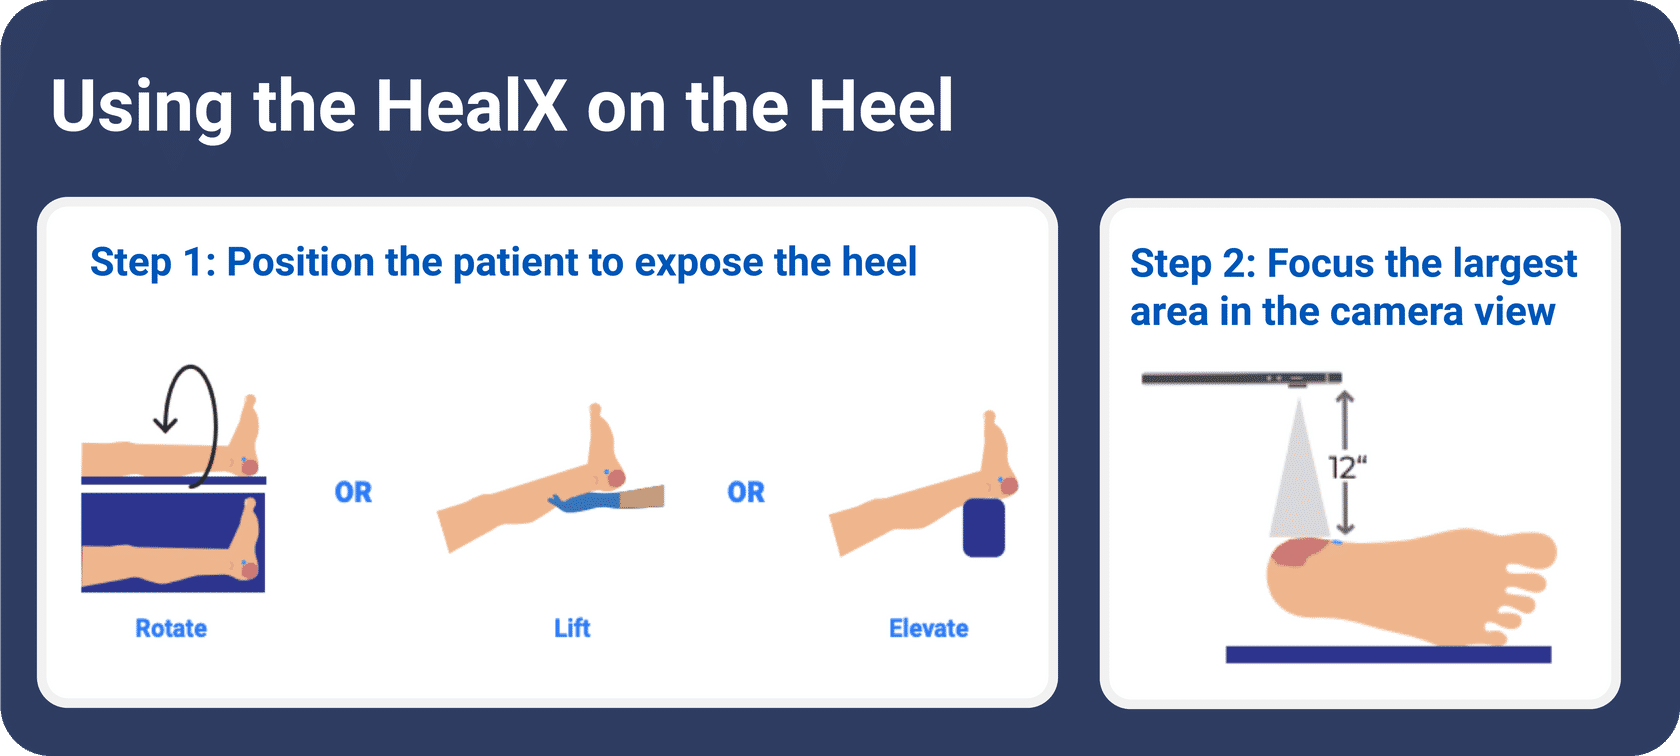 Using the HealX on the Heel
Step 1: Position the patient to expose the heel
OR
OR
Rotate
Lift
Elevate
Step 2: Focus the largest
area in the camera view
12“